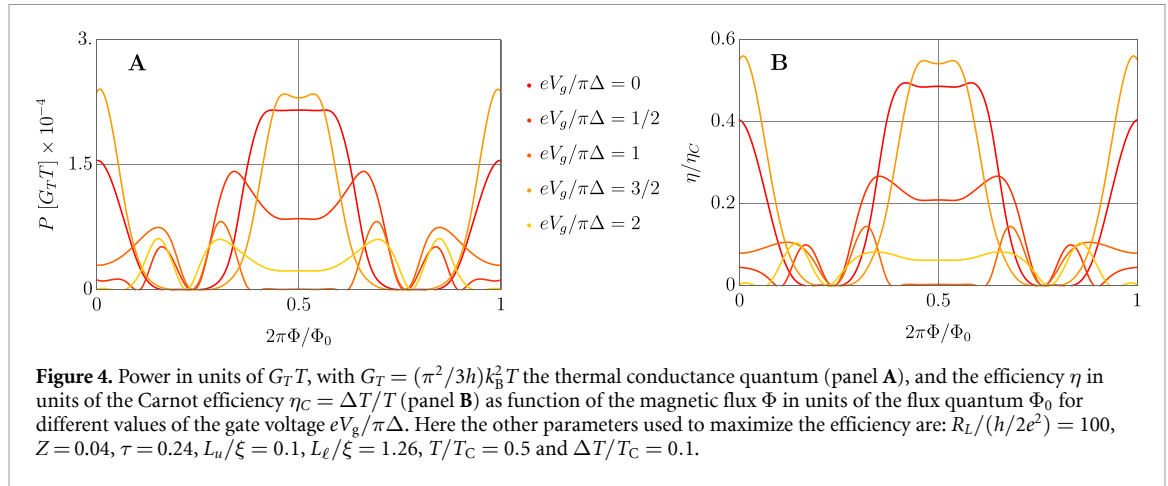 3.
A
1.5
0
P [G_T T] × 10^{-4}
0
0.5
1
2πΦ/Φ_0
eV_g/πΔ = 0
eV_g/πΔ = 1/2
eV_g/πΔ = 1
eV_g/πΔ = 3/2
eV_g/πΔ = 2
0.6
B
0.4
0.2
0
η/η_C
0
0.5
1
2πΦ/Φ_0
Figure 4. Power in units of G_T T, with G_T = (π^2/3h)k_B^2 T the thermal conductance quantum (panel A), and the efficiency η in
units of the Carnot efficiency η_C = ΔT/T (panel B) as function of the magnetic flux Φ in units of the flux quantum Φ_0 for
different values of the gate voltage eV_g/πΔ. Here the other parameters used to maximize the efficiency are: R_L/(h/2e^2) = 100,
Z = 0.04, τ = 0.24, L_u/ξ = 0.1, L_ℓ/ξ = 1.26, T/T_C = 0.5 and ΔT/T_C = 0.1.